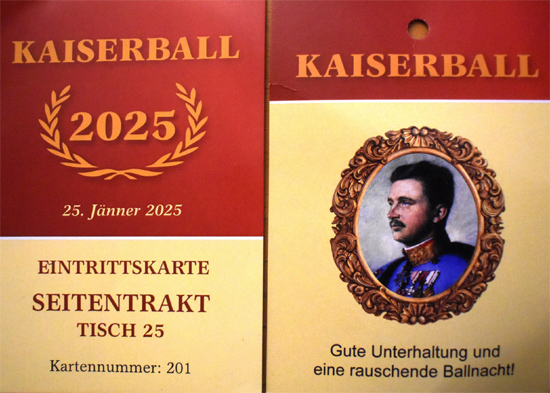 KAISERBALL
2025
25. Jänner 2025
EINTRITTSKARTE
SEITENTRAKT
TISCH 25
Kartennummer: 201
KAISERBALL
Gute Unterhaltung und
eine rauschende Ballnacht!